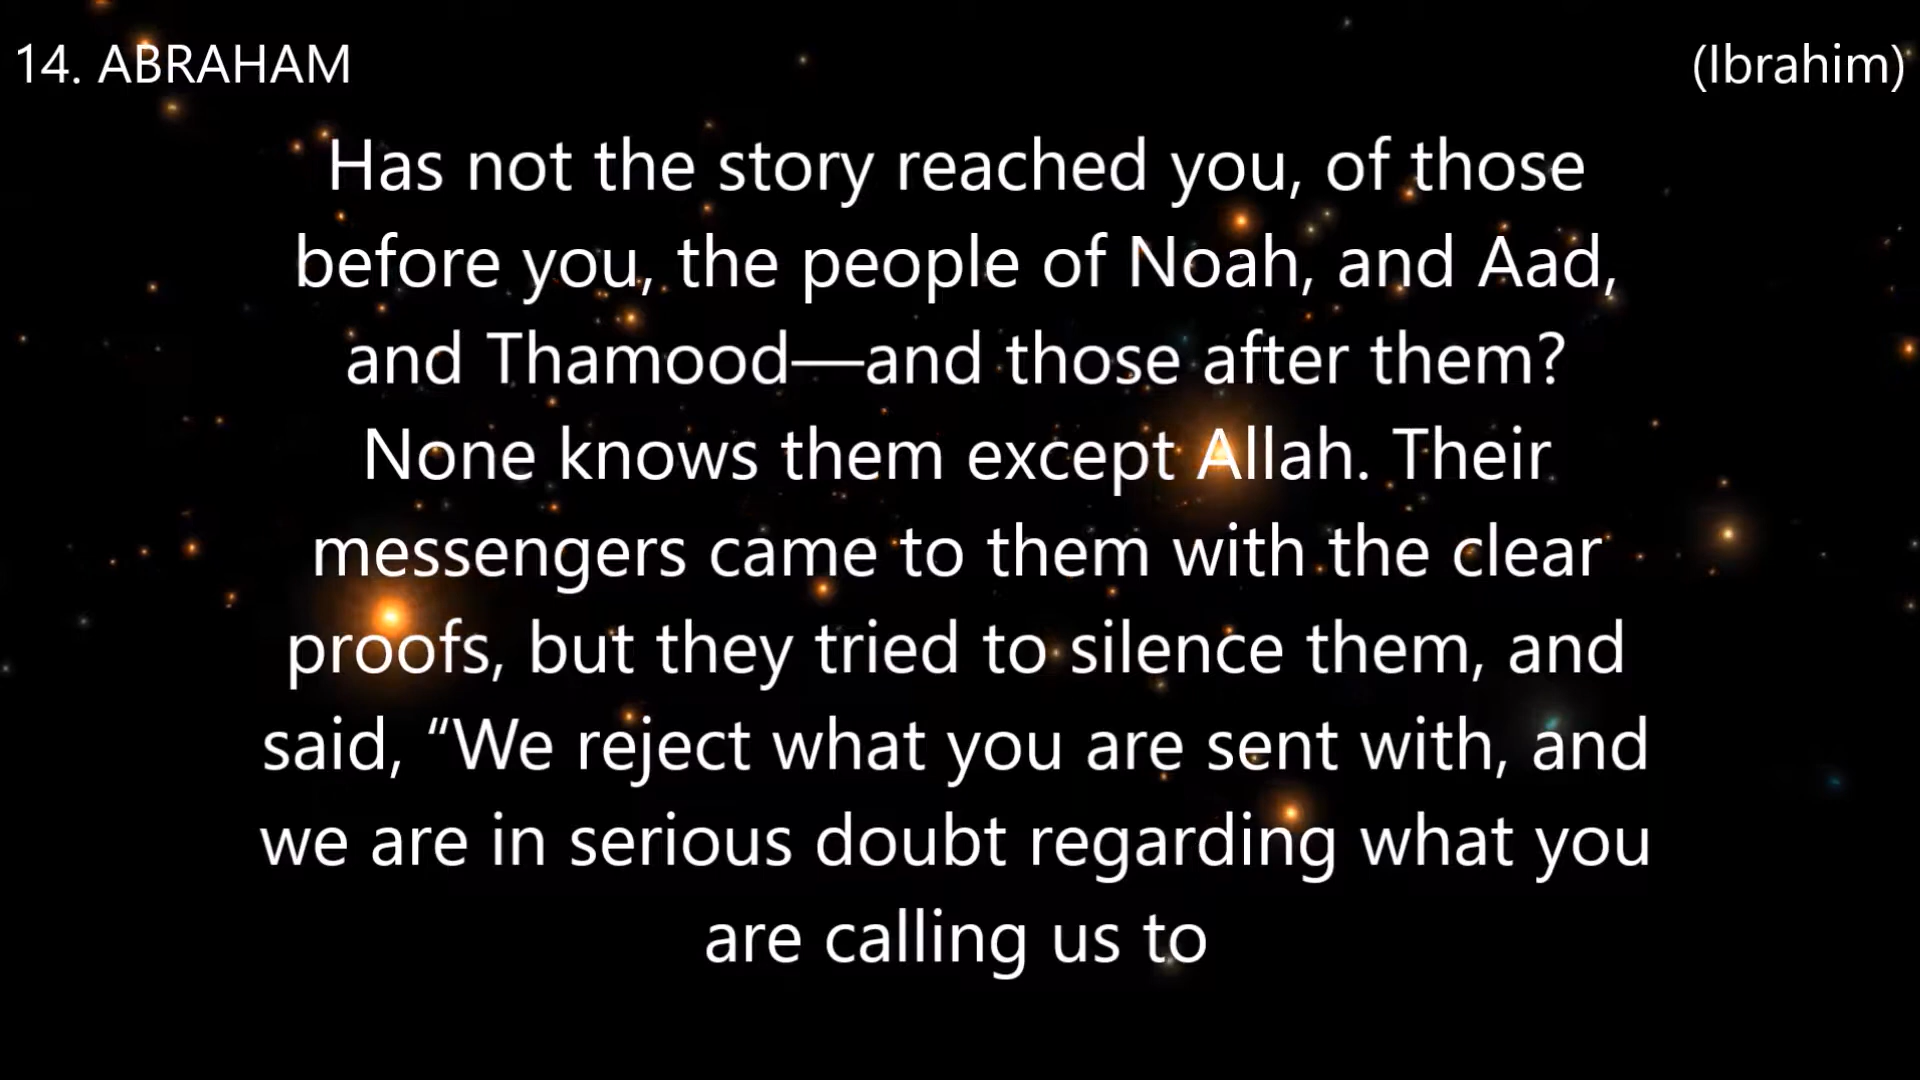 14. ABRAHAM
(Ibrahim)
Has not the story reached you, of those
before you, the people of Noah, and Aad,
and Thamood—and those after them?
None knows them except Allah. Their
messengers came to them with the clear
proofs, but they tried to silence them, and
said, “We reject what you are sent with, and
we are in serious doubt regarding what you
are calling us to